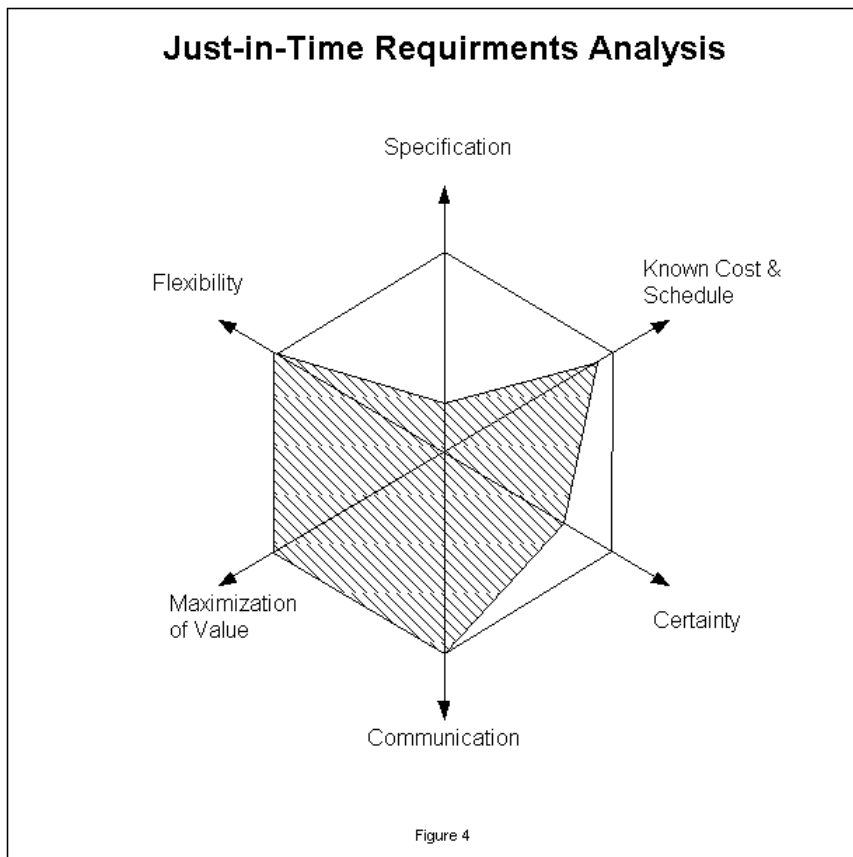 Just-in-Time Requirments Analysis
Specification
Known Cost &
Schedule
Flexibility
Maximization
of Value
Certainty
Communication
Figure 4